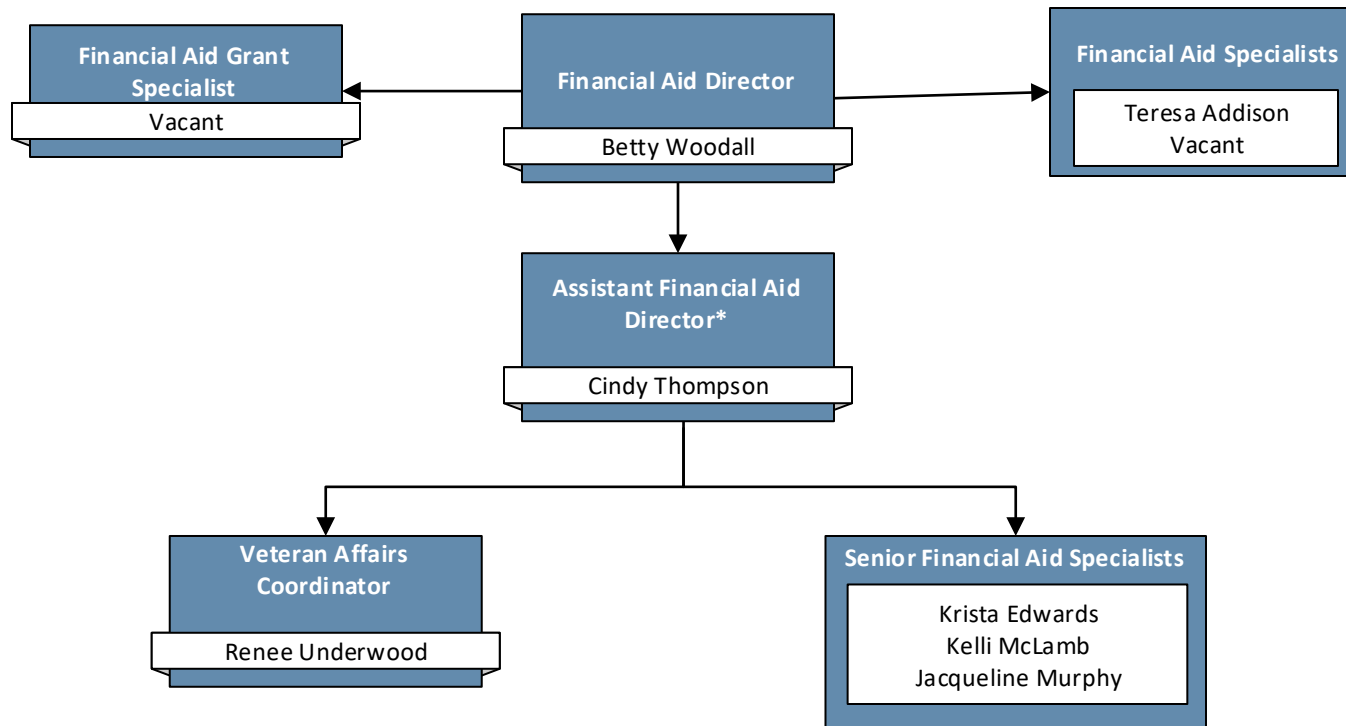 Financial Aid Grant
Specialist
Vacant
Financial Aid Director
Betty Woodall
Financial Aid Specialists
Teresa Addison
Vacant
Assistant Financial Aid
Director*
Cindy Thompson
Veteran Affairs
Coordinator
Renee Underwood
Senior Financial Aid Specialists
Krista Edwards
Kelli McLamb
Jacqueline Murphy